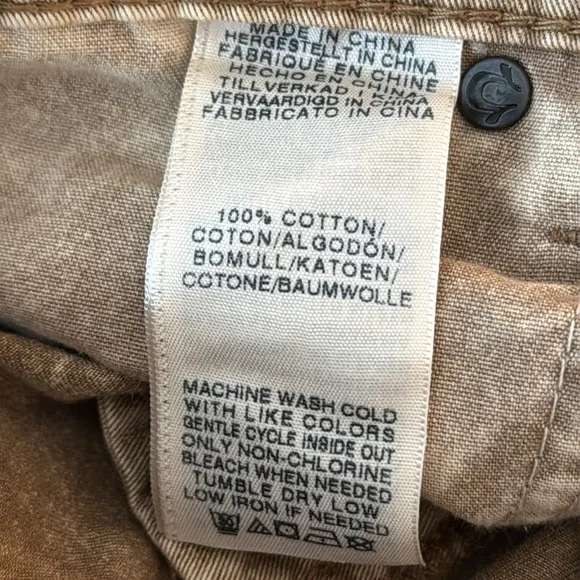 MADE IN CHINA
HERGESTELLT IN CHINA
FABRIQUÉ EN CHINE
HECHO EN CHINA
TILLVERKAD I KINA
VERVAARDIGD IN CHINA
FABBRICATO IN CINA
100% COTTON/
COTON/ALGODÓN/
BOMULL/KATOEN/
COTONE/BAUMWOLLE
MACHINE WASH COLD
WITH LIKE COLORS
GENTLE CYCLE INSIDE OUT
ONLY NON-CHLORINE
BLEACH WHEN NEEDED
TUMBLE DRY LOW
LOW IRON IF NEEDED